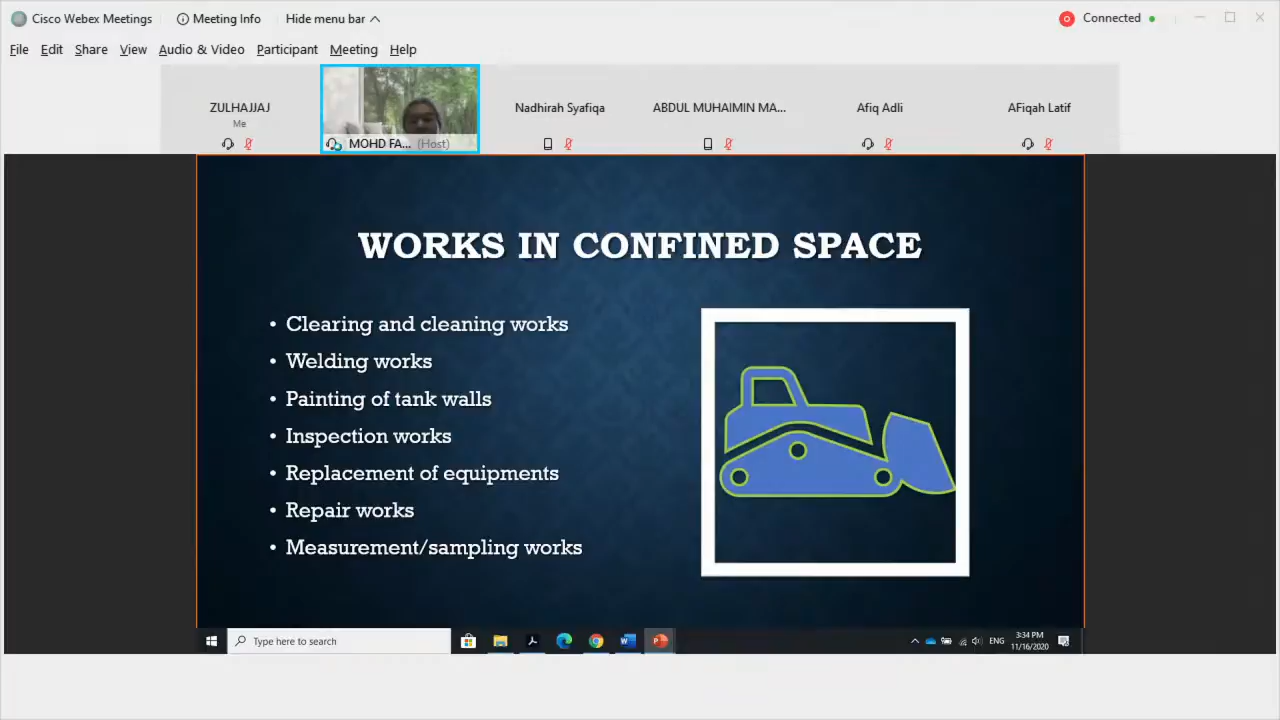 Cisco Webex Meetings
Meeting Info
Hide menu bar
Connected
File Edit Share View Audio & Video Participant Meeting Help
ZULHAJJAJ
Me
MOHD FA... (Host)
Nadhirah Syafiqa
ABDUL MUHAIMIN MA...
Afiq Adli
AFiqah Latif
WORKS IN CONFINED SPACE
• Clearing and cleaning works
• Welding works
• Painting of tank walls
• Inspection works
• Replacement of equipments
• Repair works
• Measurement/sampling works
Type here to search
ENG
3:34 PM
11/16/2020